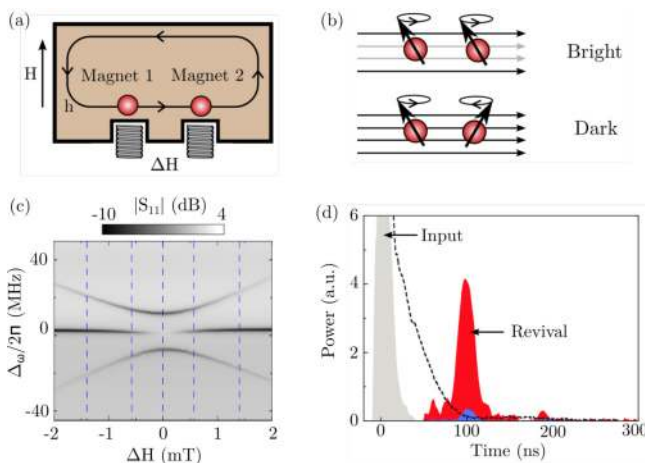 (a)
H
Magnet 1 Magnet 2
h
ΔH
(b)
Bright
Dark
(c)
|S11| (dB)
-10 4
Δω/2π (MHz)
40
0
-40
-2 -1 0 1 2
ΔH (mT)
(d)
Power (a.u.)
6
4
2
0
Input
Revival
0 100 200 300
Time (ns)